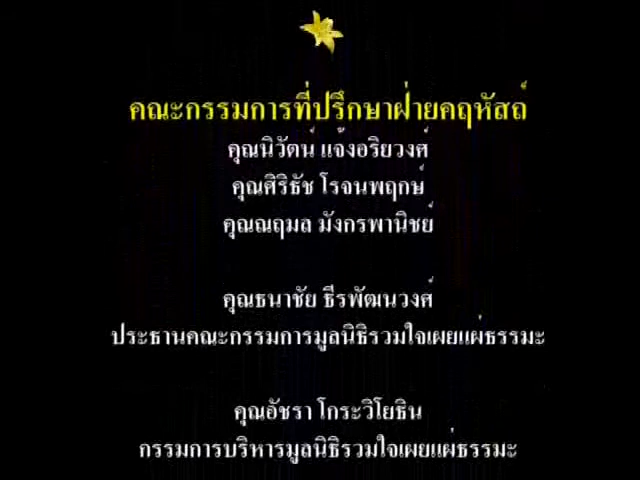 คณะกรรมการที่ปรึกษาฝ่ายคฤหัสถ์
คุณนิวัตน์ แจ้งอริยวงศ์
คุณศิริธัช โรจนพฤกษ์
คุณณฤมล มังกรพานิชย์
คุณธนาชัย ธีรพัฒนวงศ์
ประธานคณะกรรมการมูลนิธิรวมใจเผยแผ่ธรรมะ
คุณอัชรา โกระวิโยธิน
กรรมการบริหารมูลนิธิรวมใจเผยแผ่ธรรมะ